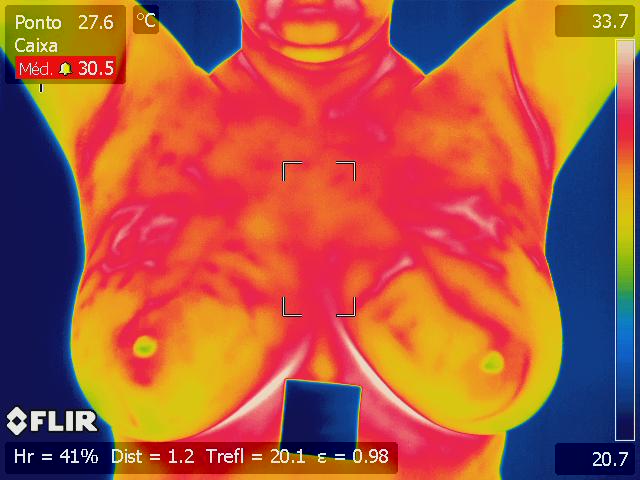 Ponto 27.6 °C
Caixa
Méd. 30.5
33.7
FLIR
Hr = 41% Dist = 1.2 Trefl = 20.1 ε = 0.98
20.7